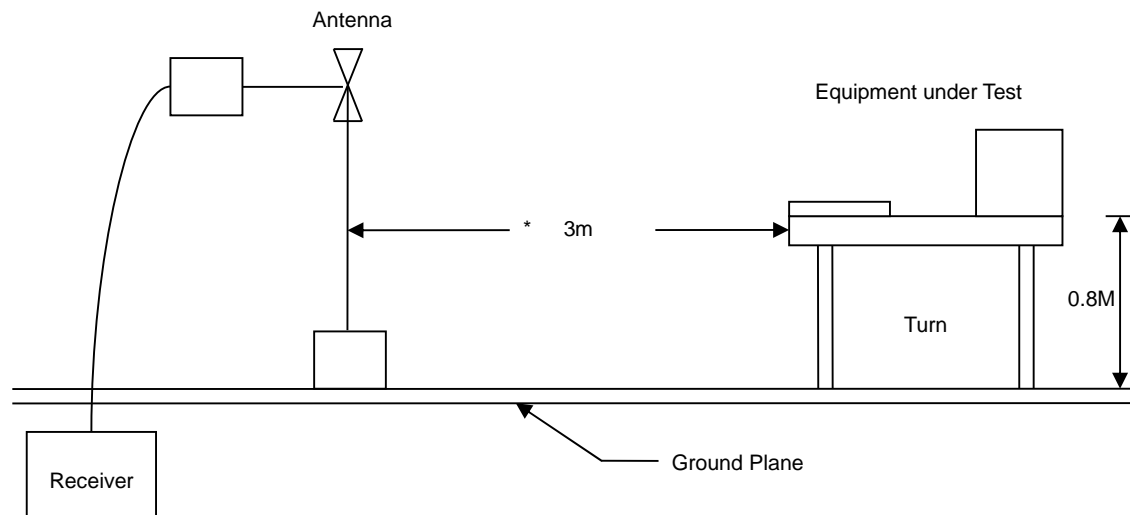 Antenna
Equipment under Test
* 3m
0.8M
Turn
Ground Plane
Receiver